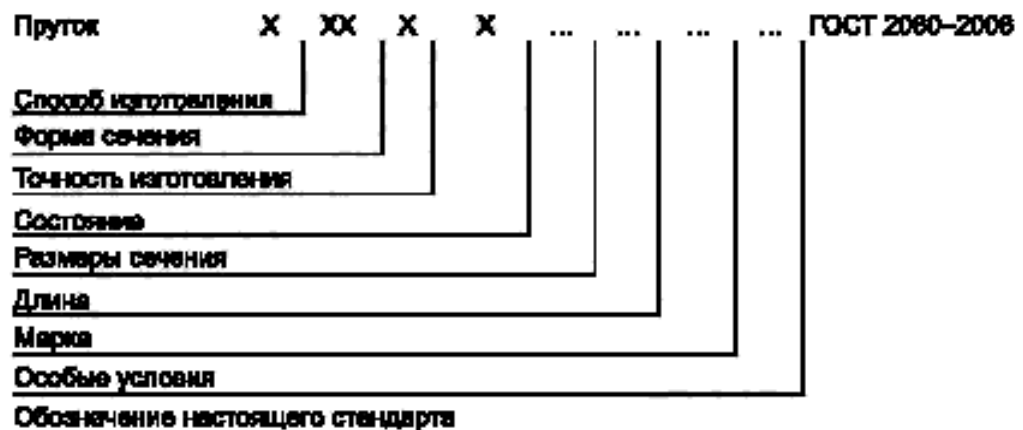 Пруток Х ХХ Х Х ... ... ... ... ГОСТ 2060–2006
Способ изготовления
Форма сечения
Точность изготовления
Состояние
Размеры сечения
Длина
Марка
Особые условия
Обозначение настоящего стандарта